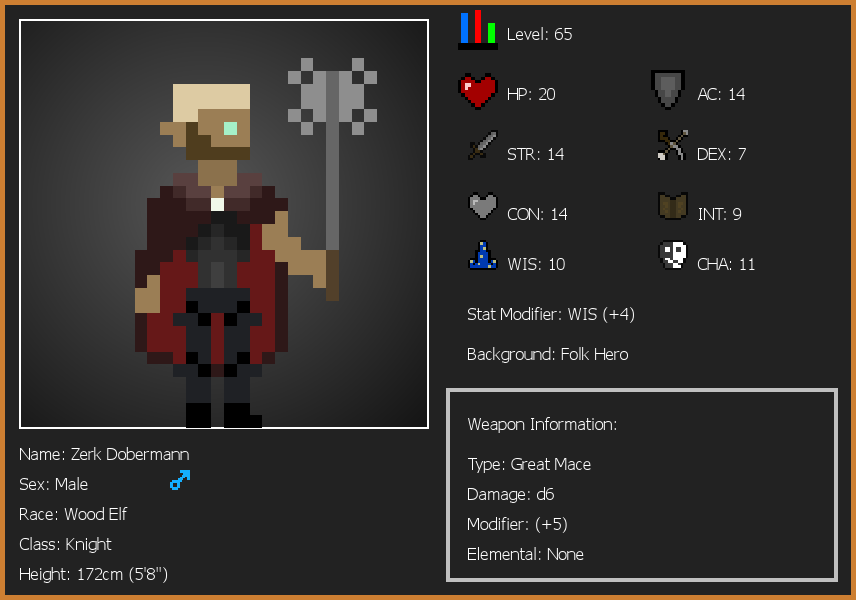 Level: 65
HP: 20
AC: 14
STR: 14
DEX: 7
CON: 14
INT: 9
WIS: 10
CHA: 11
Stat Modifier: WIS (+4)
Background: Folk Hero
Weapon Information:
Type: Great Mace
Damage: d6
Modifier: (+5)
Elemental: None
Name: Zerk Dobermann
Sex: Male
Race: Wood Elf
Class: Knight
Height: 172cm (5'8")